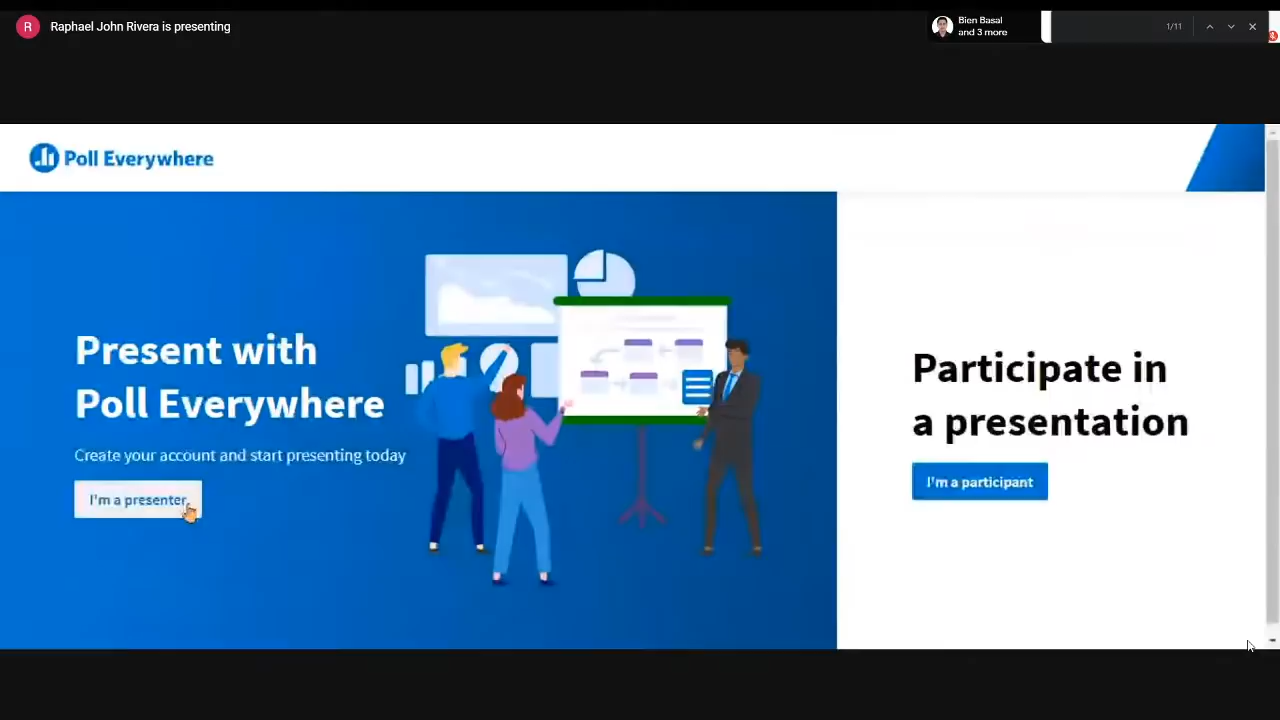 R
Raphael John Rivera is presenting
Bien Basal
and 3 more
1/11
Poll Everywhere
Present with
Poll Everywhere
Create your account and start presenting today
I'm a presenter
Participate in
a presentation
I'm a participant